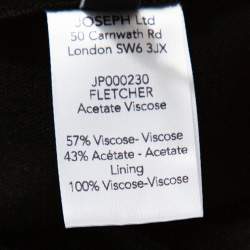 JOSEPH Ltd
50 Carnwath Rd
London SW6 3JX
JP000230
FLETCHER
Acetate Viscose
57% Viscose- Viscose
43% Acétate - Acetate
Lining
100% Viscose-Viscose